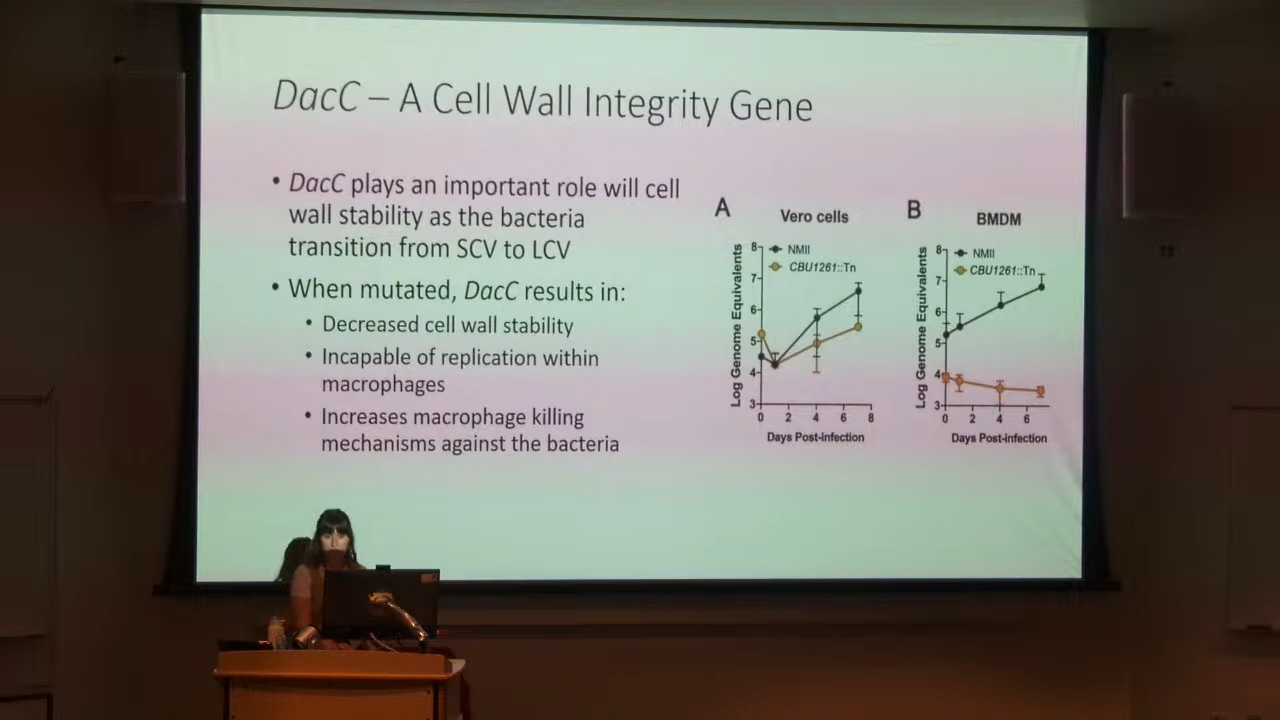 DacC – A Cell Wall Integrity Gene
• DacC plays an important role will cell
wall stability as the bacteria
transition from SCV to LCV
• When mutated, DacC results in:
• Decreased cell wall stability
• Incapable of replication within
macrophages
• Increases macrophage killing
mechanisms against the bacteria
A
Vero cells
Log Genome Equivalents
8
7
6
5
4
3
NMII
CBU1261::Tn
0 2 4 6 8
Days Post-infection
B
BMDM
Log Genome Equivalents
8
7
6
5
4
3
NMII
CBU1261::Tn
0 2 4 6
Days Post-infection